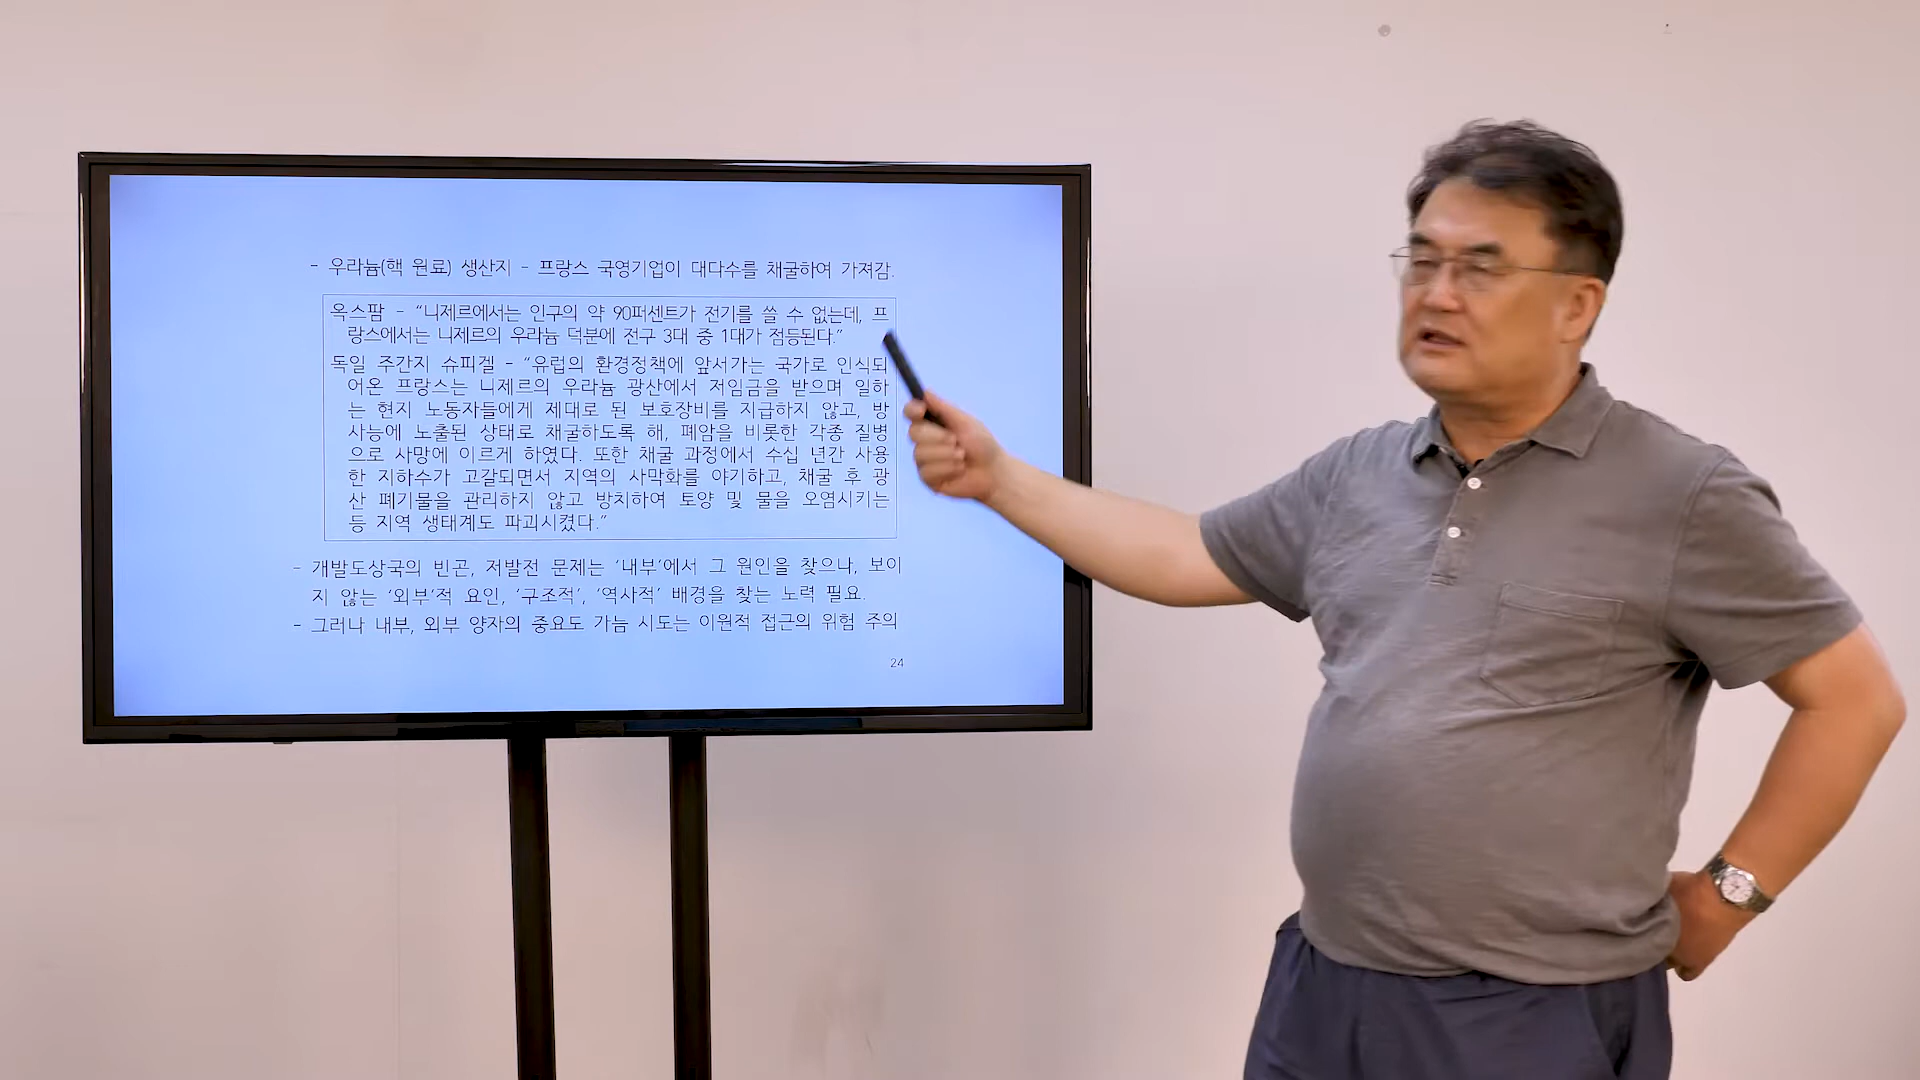 - 우라늄(핵 원료) 생산지 - 프랑스 국영기업이 대다수를 채굴하여 가져감.
옥스팜 - “니제르에서는 인구의 약 90퍼센트가 전기를 쓸 수 없는데, 프
랑스에서는 니제르의 우라늄 덕분에 전구 3대 중 1대가 점등된다.”
독일 주간지 슈피겔 - “유럽의 환경정책에 앞서가는 국가로 인식되
어온 프랑스는 니제르의 우라늄 광산에서 저임금을 받으며 일하
는 현지 노동자들에게 제대로 된 보호장비를 지급하지 않고, 방
사능에 노출된 상태로 채굴하도록 해, 폐암을 비롯한 각종 질병
으로 사망에 이르게 하였다. 또한 채굴 과정에서 수십 년간 사용
한 지하수가 고갈되면서 지역의 사막화를 야기하고, 채굴 후 광
산 폐기물을 관리하지 않고 방치하여 토양 및 물을 오염시키는
등 지역 생태계도 파괴시켰다.”
- 개발도상국의 빈곤, 저발전 문제는 ‘내부’에서 그 원인을 찾으나, 보이
지 않는 ‘외부’적 요인, ‘구조적’, ‘역사적’ 배경을 찾는 노력 필요.
- 그러나 내부, 외부 양자의 중요도 가늠 시도는 이원적 접근의 위험 주의
24